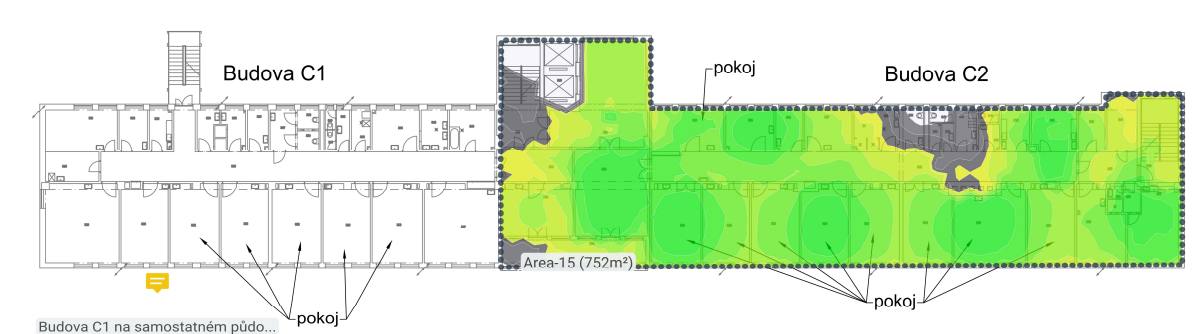 Budova C1
pokoj
Budova C2
Area-15 (752m²)
pokoj
pokoj
Budova C1 na samostatném půdo...